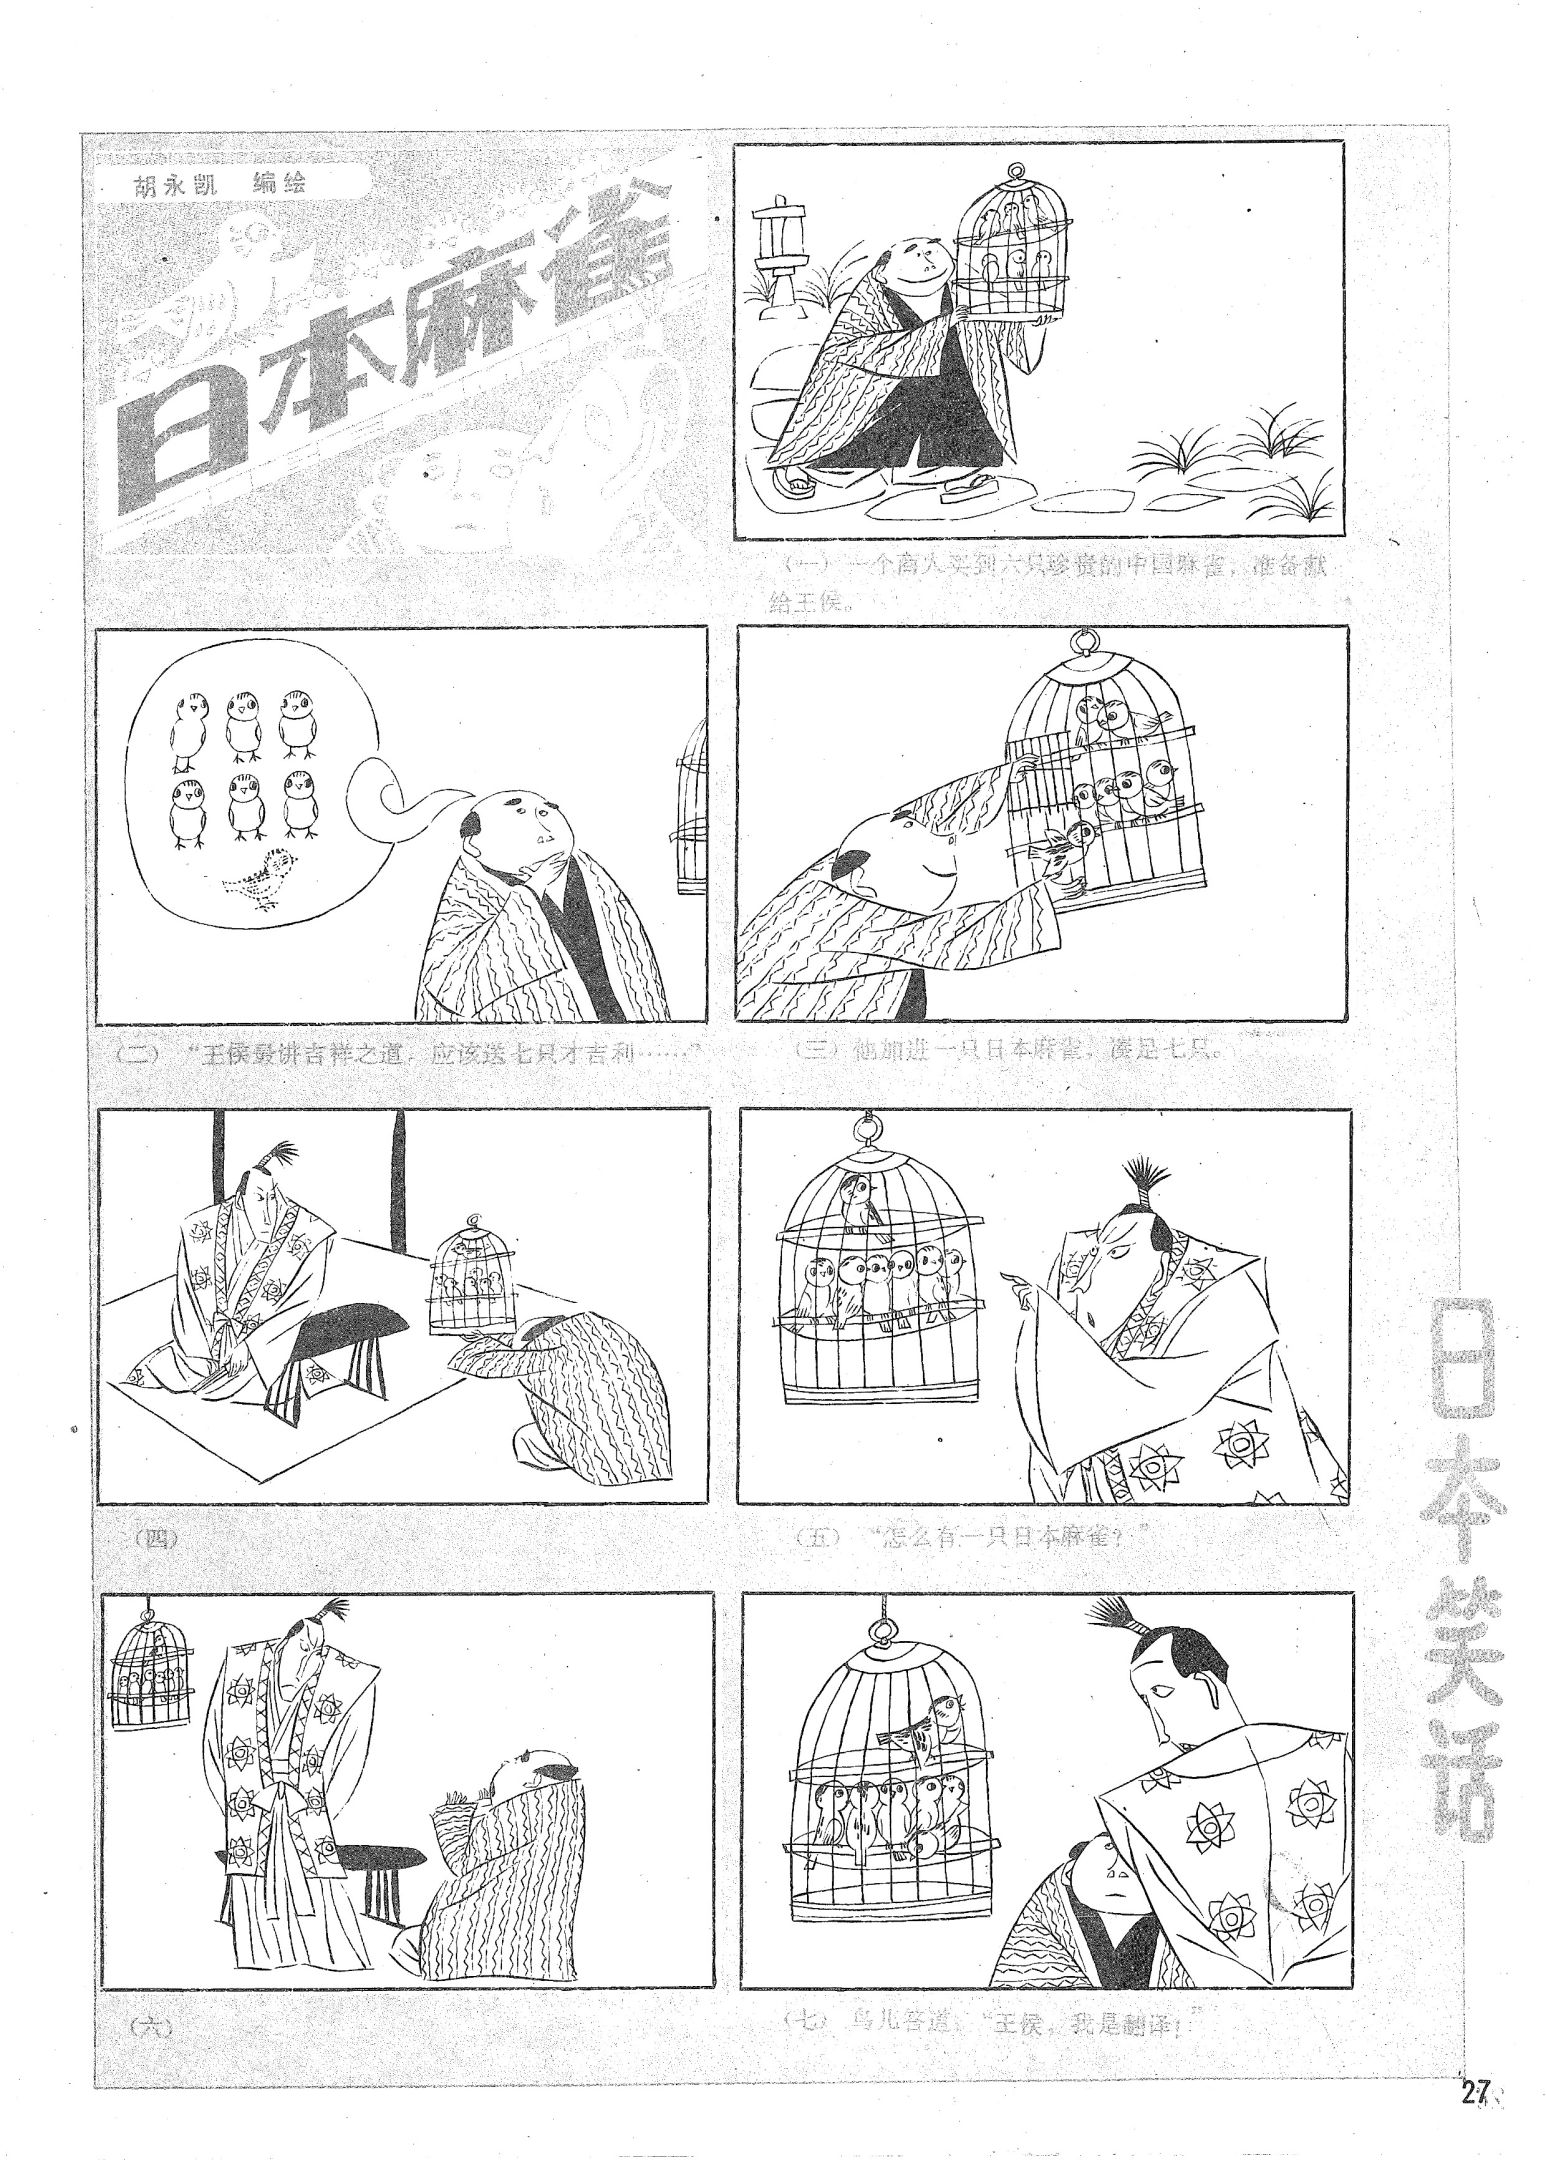 胡永凯 编绘
日本麻雀
（一）一个商人买到六只珍贵的中国麻雀，准备献
给王侯。
（二）“王侯最讲吉祥之道，应该送七只才吉利……”
（三）他加进一只日本麻雀，凑足七只。
（四）
（五）“怎么有一只日本麻雀？”
（六）
（七）鸟儿答道：“王侯，我是翻译！”
日本笑话
27